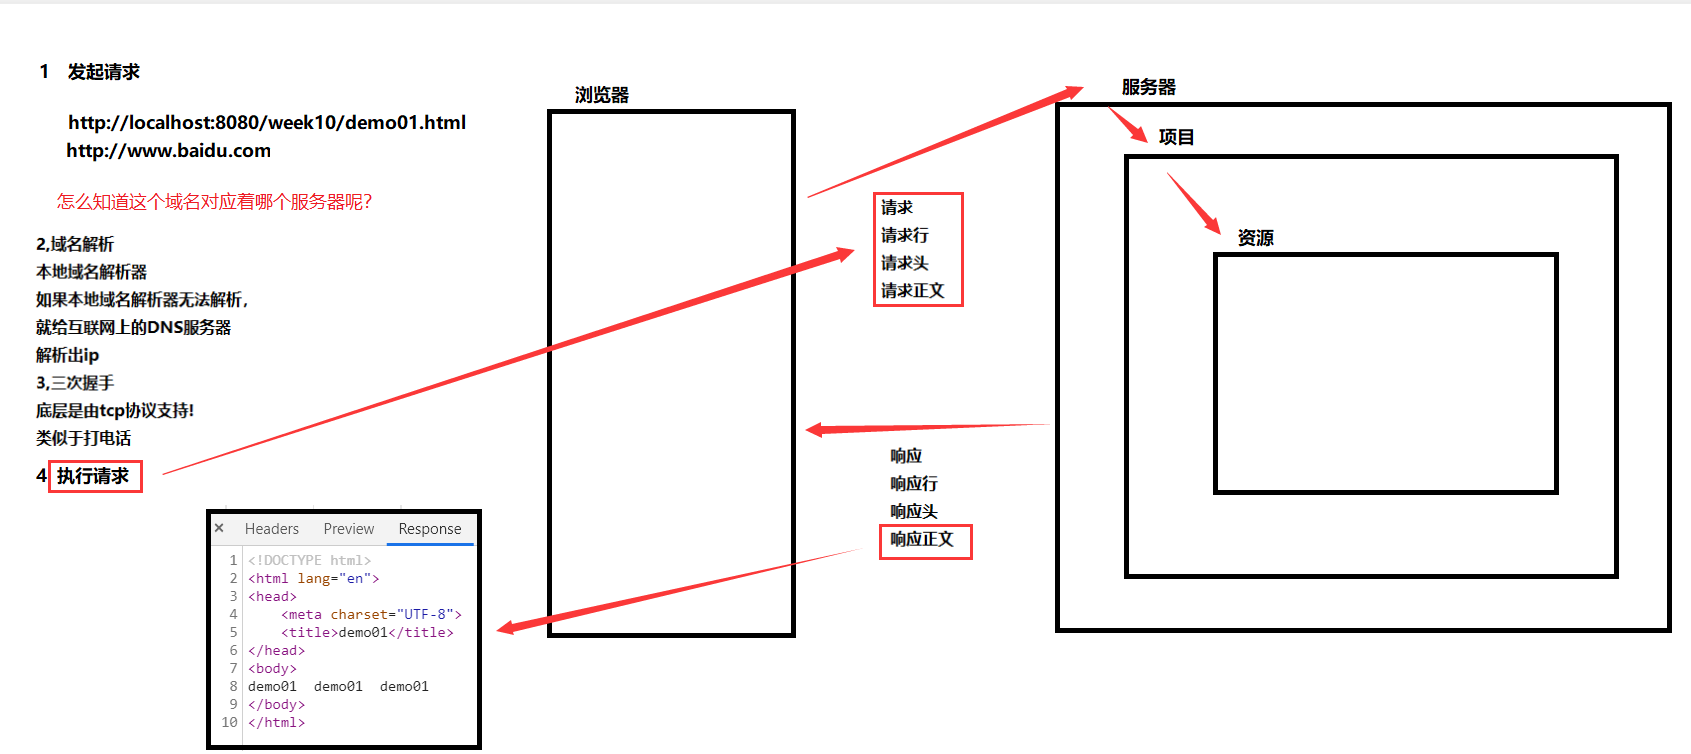 1 发起请求
http://localhost:8080/week10/demo01.html
http://www.baidu.com
怎么知道这个域名对应着哪个服务器呢?
2,域名解析
本地域名解析器
如果本地域名解析器无法解析,
就给互联网上的DNS服务器
解析出ip
3,三次握手
底层是由tcp协议支持!
类似于打电话
4 执行请求
× Headers Preview Response
1 <!DOCTYPE html>
2 <html lang="en">
3 <head>
4     <meta charset="UTF-8">
5     <title>demo01</title>
6 </head>
7 <body>
8 demo01  demo01  demo01
9 </body>
10 </html>
浏览器
请求
请求行
请求头
请求正文
响应
响应行
响应头
响应正文
服务器
项目
资源